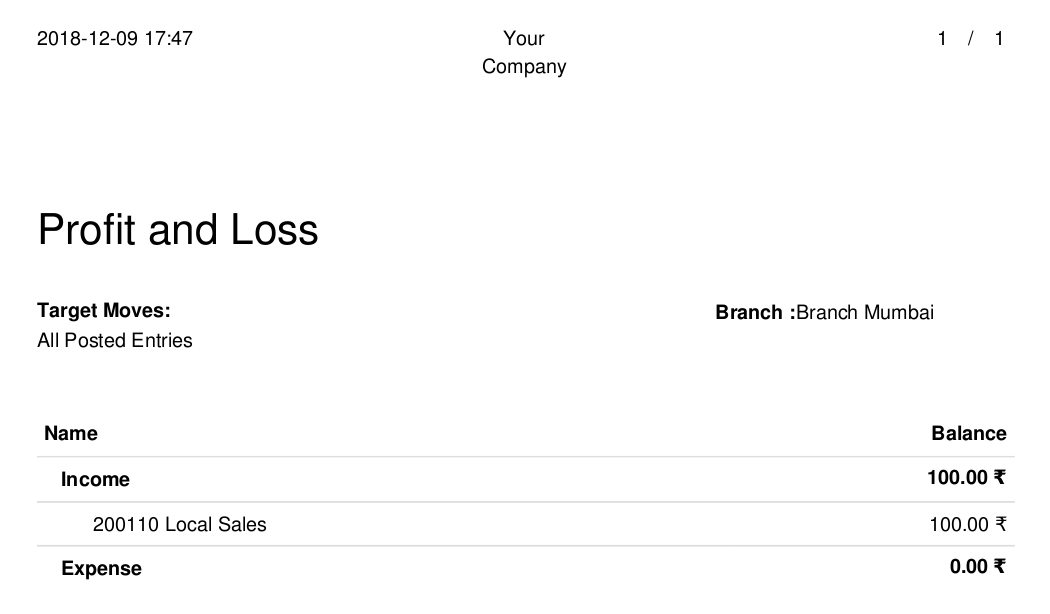 2018-12-09 17:47 Your 1 / 1
Company
Profit and Loss
Target Moves: Branch :Branch Mumbai
All Posted Entries
Name Balance
Income 100.00 ₹
200110 Local Sales 100.00 ₹
Expense 0.00 ₹